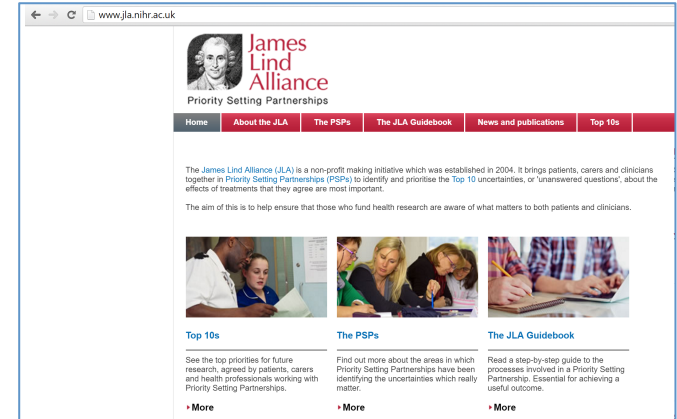 www.jla.nihr.ac.uk
James
Lind
Alliance
Priority Setting Partnerships
Home About the JLA The PSPs The JLA Guidebook News and publications Top 10s
The James Lind Alliance (JLA) is a non-profit making initiative which was established in 2004. It brings patients, carers and clinicians
together in Priority Setting Partnerships (PSPs) to identify and prioritise the Top 10 uncertainties, or 'unanswered questions', about the
effects of treatments that they agree are most important.
The aim of this is to help ensure that those who fund health research are aware of what matters to both patients and clinicians.
Top 10s
See the top priorities for future
research, agreed by patients, carers
and health professionals working with
Priority Setting Partnerships.
More
The PSPs
Find out more about the areas in which
Priority Setting Partnerships have been
identifying the uncertainties which really
matter.
More
The JLA Guidebook
Read a step-by-step guide to the
processes involved in a Priority Setting
Partnership. Essential for achieving a
useful outcome.
More